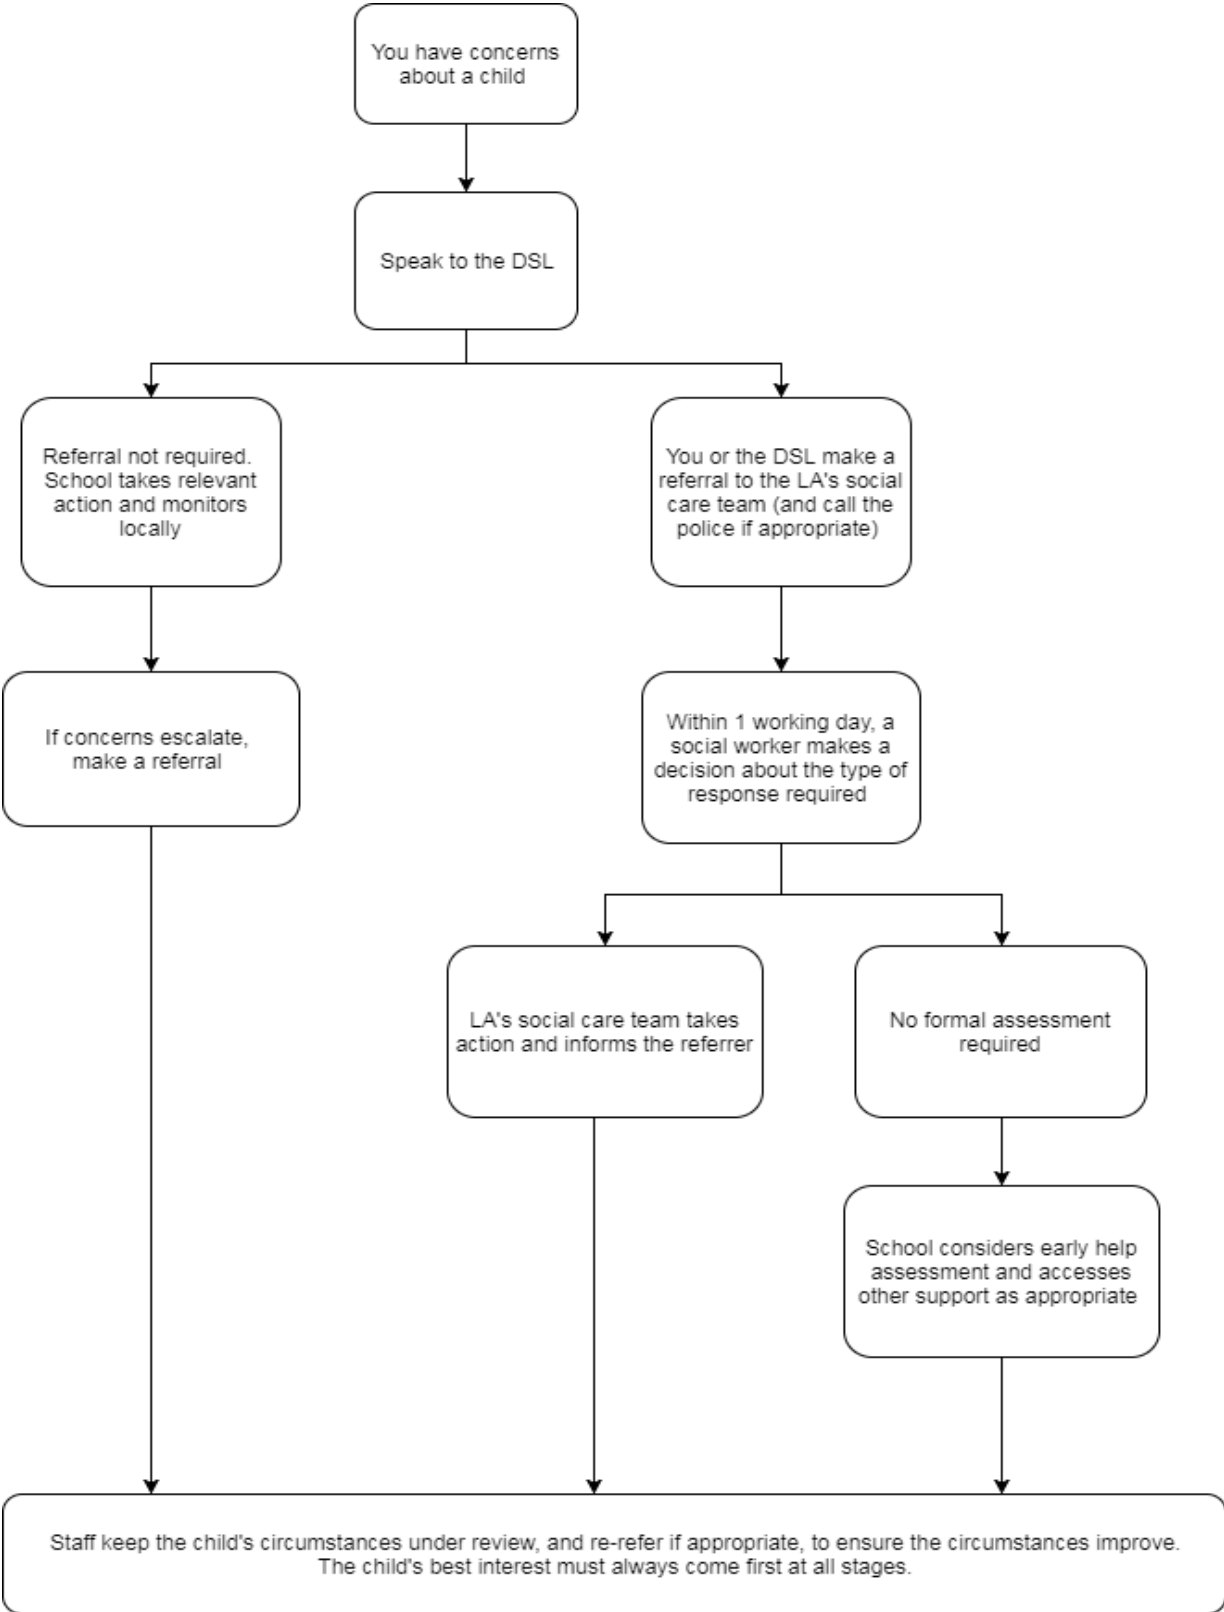 You have concerns
about a child
Speak to the DSL
Referral not required.
School takes relevant
action and monitors
locally
You or the DSL make a
referral to the LA's social
care team (and call the
police if appropriate)
If concerns escalate,
make a referral
Within 1 working day, a
social worker makes a
decision about the type of
response required
LA's social care team takes
action and informs the referrer
No formal assessment
required
School considers early help
assessment and accesses
other support as appropriate
Staff keep the child's circumstances under review, and re-refer if appropriate, to ensure the circumstances improve.
The child's best interest must always come first at all stages.